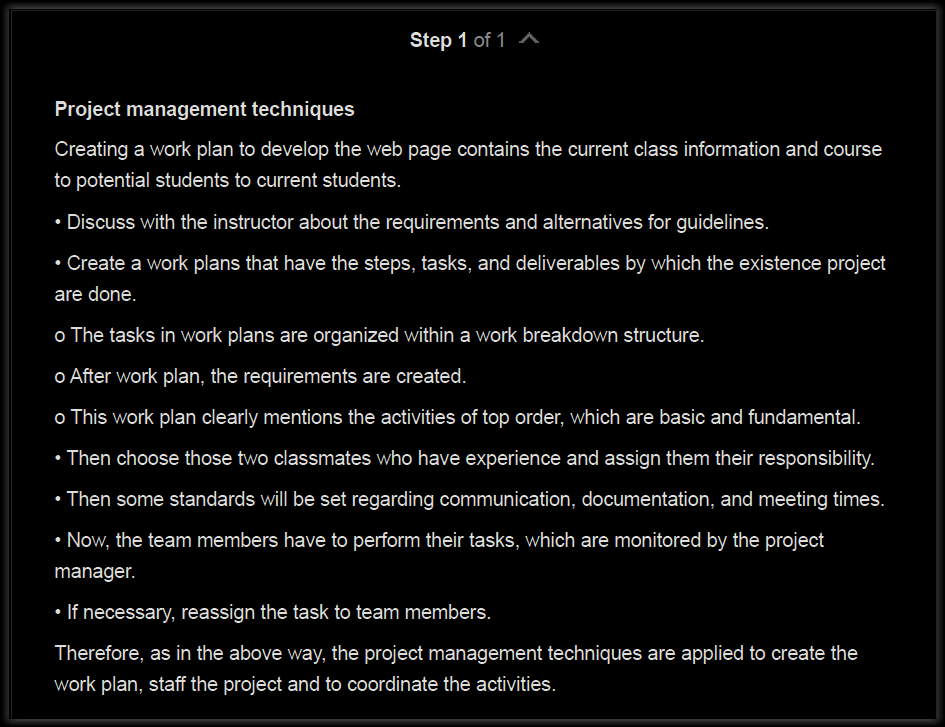 Step 1 of 1
Project management techniques
Creating a work plan to develop the web page contains the current class information and course
to potential students to current students.
• Discuss with the instructor about the requirements and alternatives for guidelines.
• Create a work plans that have the steps, tasks, and deliverables by which the existence project
are done.
o The tasks in work plans are organized within a work breakdown structure.
o After work plan, the requirements are created.
o This work plan clearly mentions the activities of top order, which are basic and fundamental.
• Then choose those two classmates who have experience and assign them their responsibility.
• Then some standards will be set regarding communication, documentation, and meeting times.
• Now, the team members have to perform their tasks, which are monitored by the project
manager.
• If necessary, reassign the task to team members.
Therefore, as in the above way, the project management techniques are applied to create the
work plan, staff the project and to coordinate the activities.